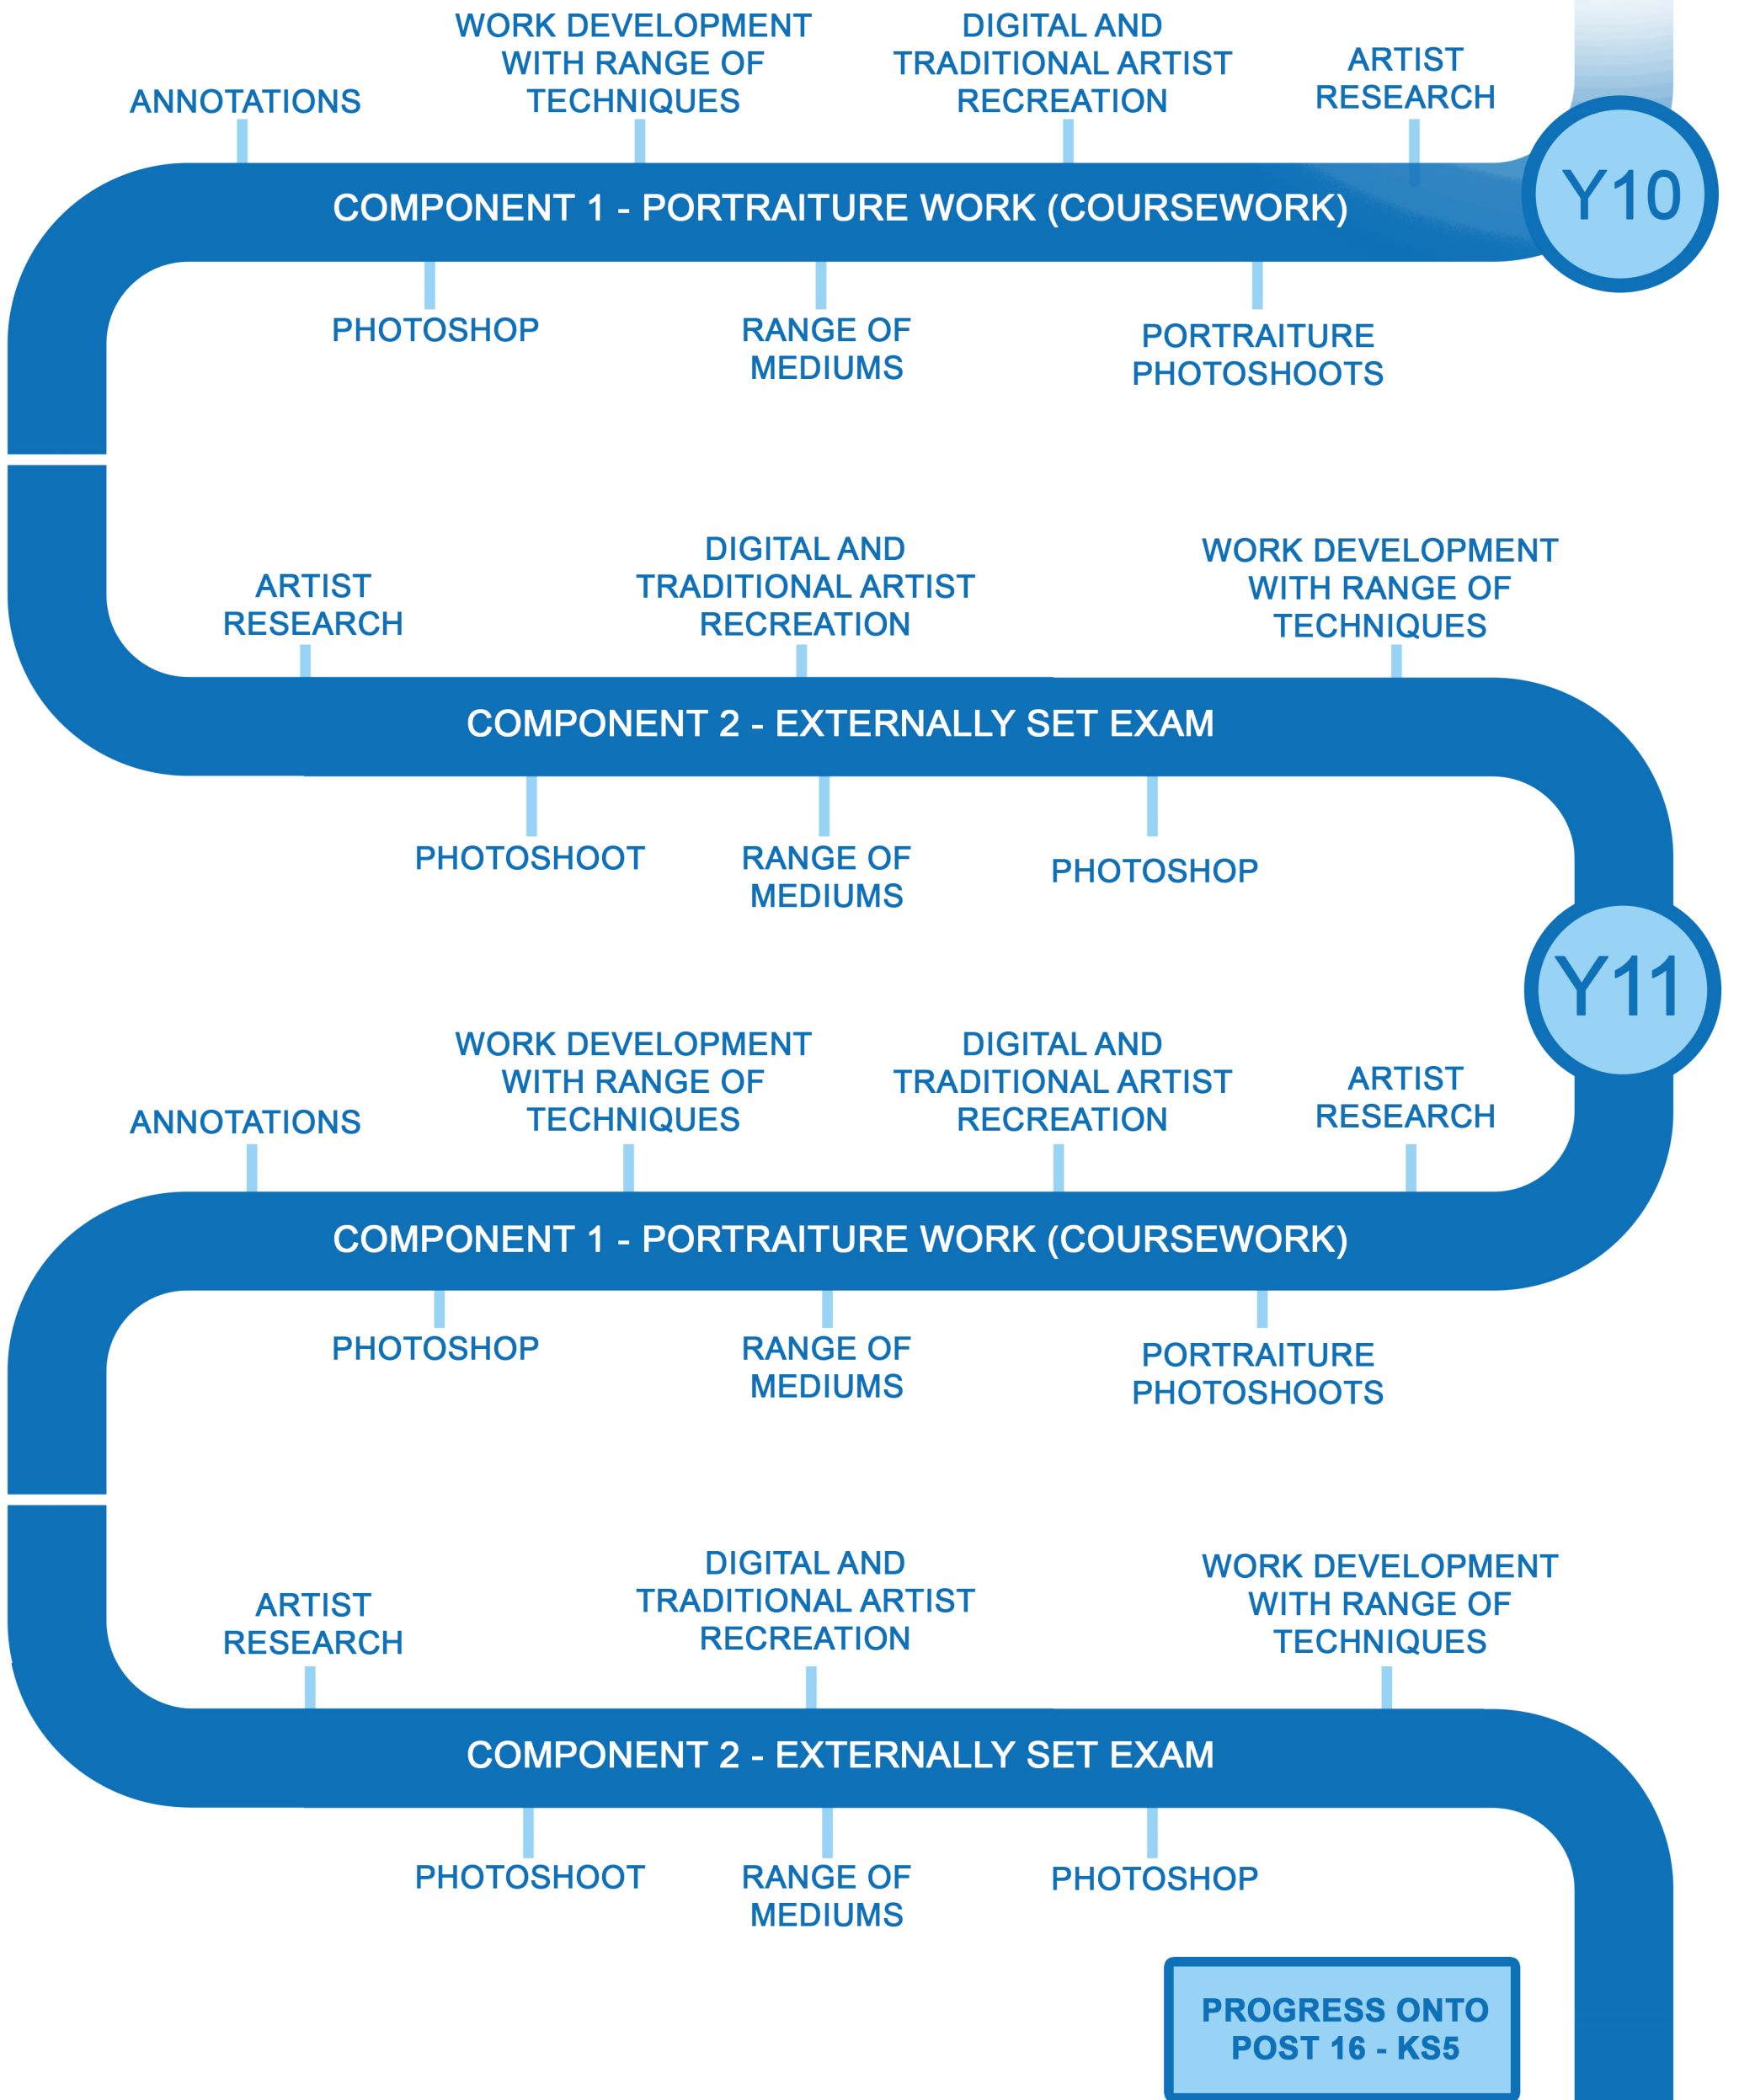 WORK DEVELOPMENT
WITH RANGE OF
TECHNIQUES
DIGITAL AND
TRADITIONAL ARTIST
RECREATION
ARTIST
RESEARCH
ANNOTATIONS
Y10
COMPONENT 1 - PORTRAITURE WORK (COURSEWORK)
PHOTOSHOP
RANGE OF
MEDIUMS
PORTRAITURE
PHOTOSHOOTS
ARTIST
RESEARCH
DIGITAL AND
TRADITIONAL ARTIST
RECREATION
WORK DEVELOPMENT
WITH RANGE OF
TECHNIQUES
COMPONENT 2 - EXTERNALLY SET EXAM
PHOTOSHOOT
RANGE OF
MEDIUMS
PHOTOSHOP
Y11
ANNOTATIONS
WORK DEVELOPMENT
WITH RANGE OF
TECHNIQUES
DIGITAL AND
TRADITIONAL ARTIST
RECREATION
ARTIST
RESEARCH
COMPONENT 1 - PORTRAITURE WORK (COURSEWORK)
PHOTOSHOP
RANGE OF
MEDIUMS
PORTRAITURE
PHOTOSHOOTS
ARTIST
RESEARCH
DIGITAL AND
TRADITIONAL ARTIST
RECREATION
WORK DEVELOPMENT
WITH RANGE OF
TECHNIQUES
COMPONENT 2 - EXTERNALLY SET EXAM
PHOTOSHOOT
RANGE OF
MEDIUMS
PHOTOSHOP
PROGRESS ONTO
POST 16 - KS5